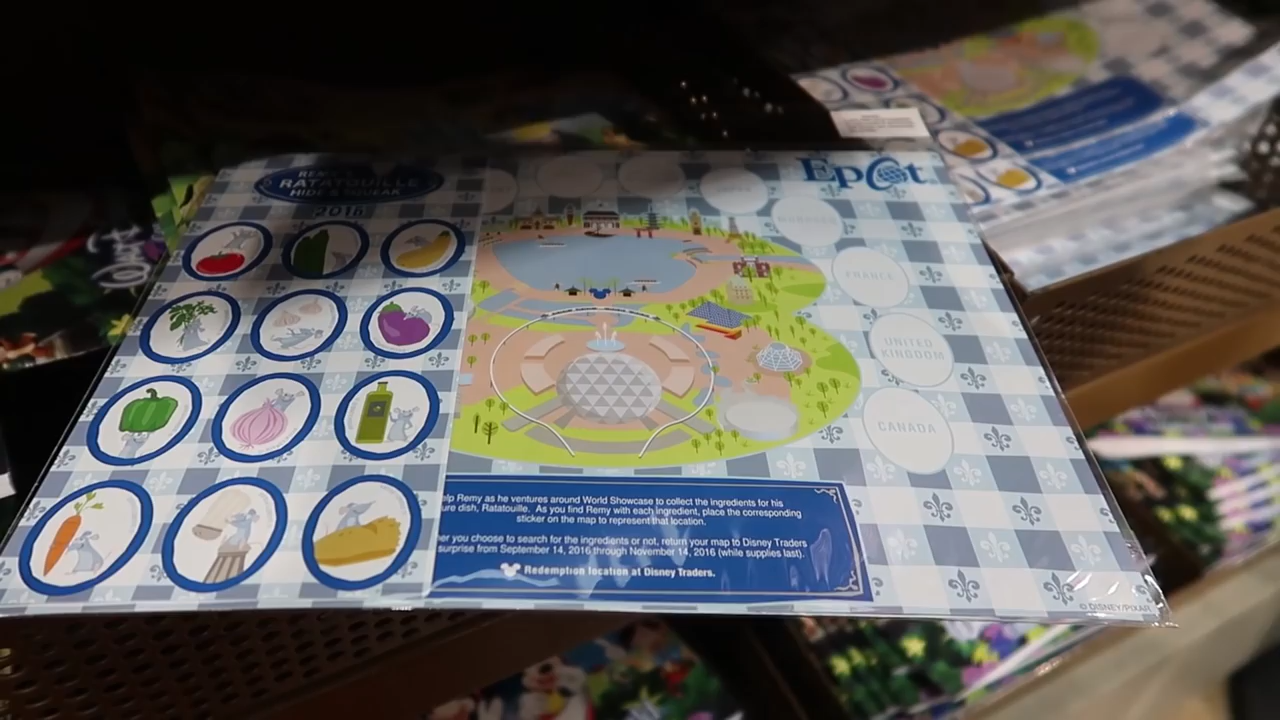 REMY'S
RATATOUILLE
HIDE & SQUEAK
2016
Epcot
MOROCCO
FRANCE
UNITED
KINGDOM
CANADA
elp Remy as he ventures around World Showcase to collect the ingredients for his
ure dish, Ratatouille. As you find Remy with each ingredient, place the corresponding
sticker on the map to represent that location.
er you choose to search for the ingredients or not, return your map to Disney Traders
surprise from September 14, 2016 through November 14, 2016 (while supplies last).
Redemption location at Disney Traders.
© DISNEY/PIXAR